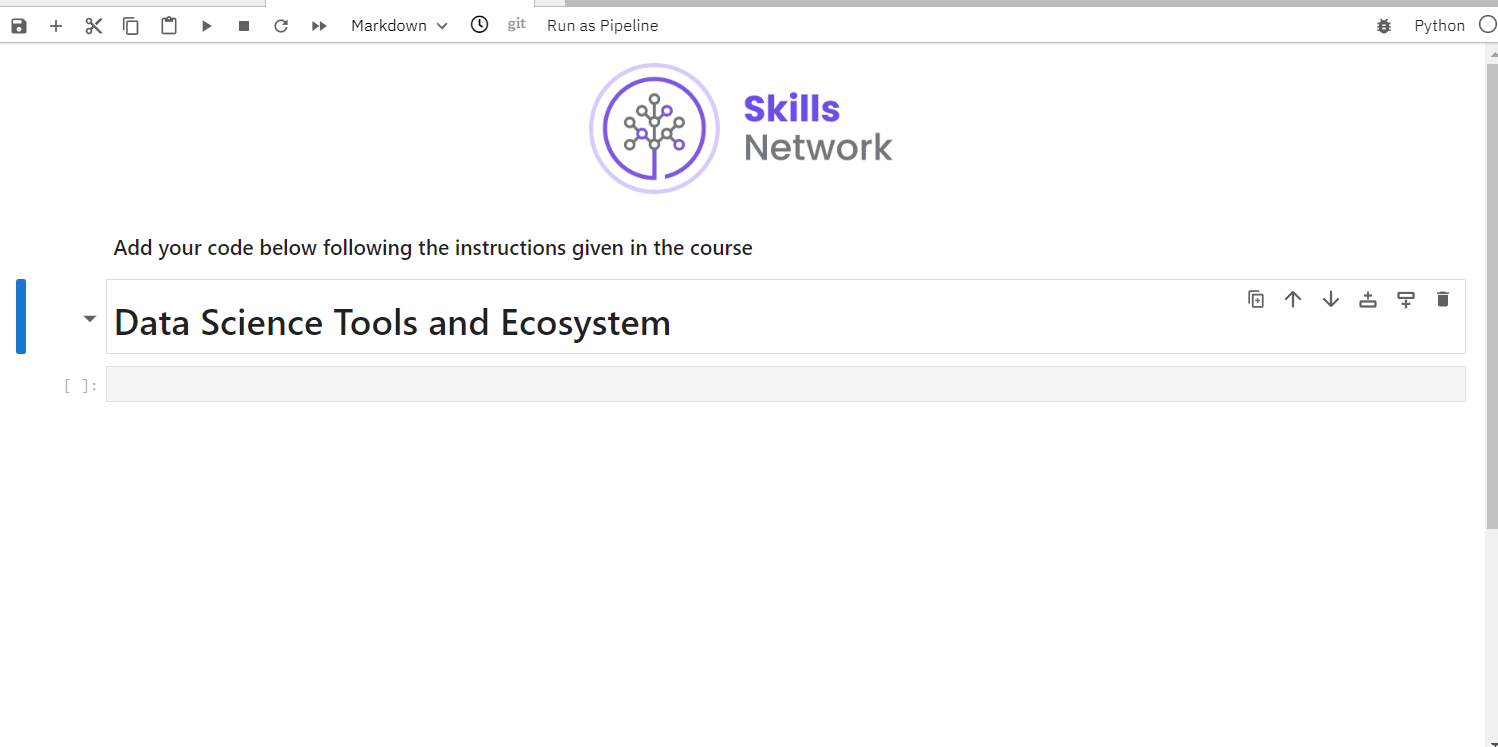 Markdown git Run as Pipeline Python
Skills
Network
Add your code below following the instructions given in the course
Data Science Tools and Ecosystem
[ ]: